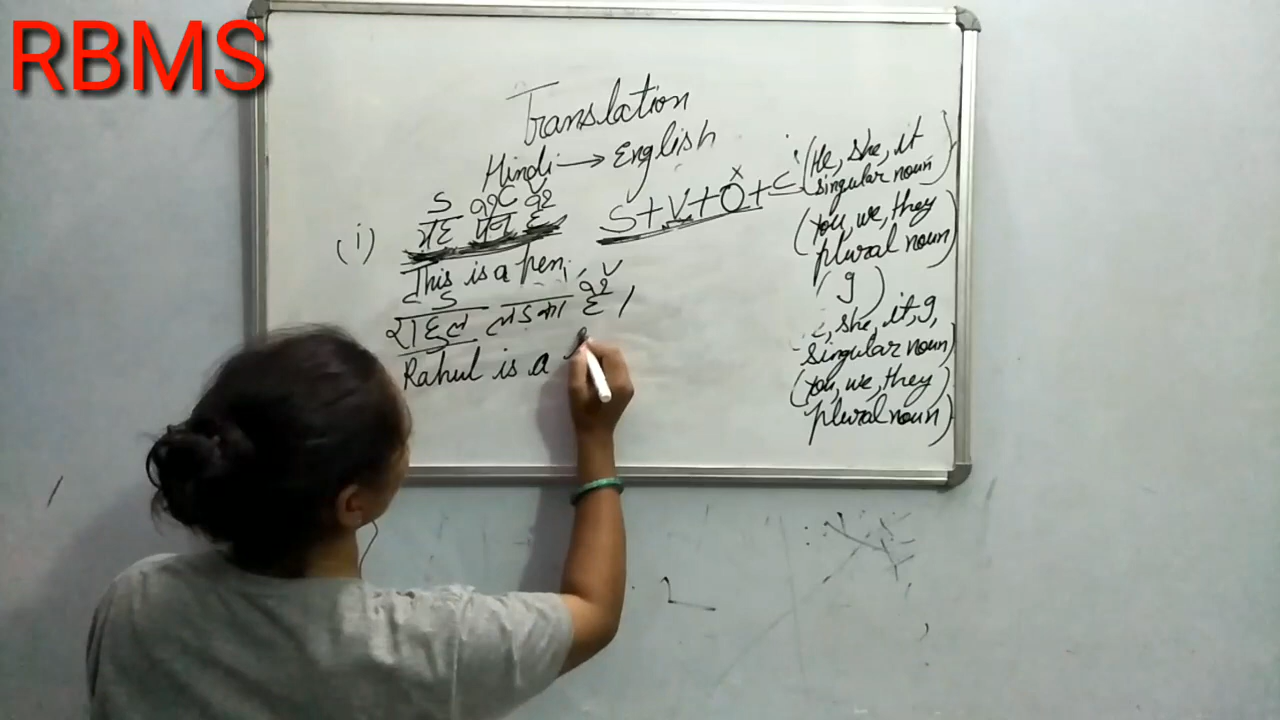 RBMS
Translation
Hindi → English
S C V
S + V + O + C
(He, she, it
singular noun)
(i) यह पेन है
(You, we, they
plural noun)
This is a pen.
S V
राहुल लड़का है ।
she, it, g,
singular noun)
Rahul is a
(You, we, they
plural noun)